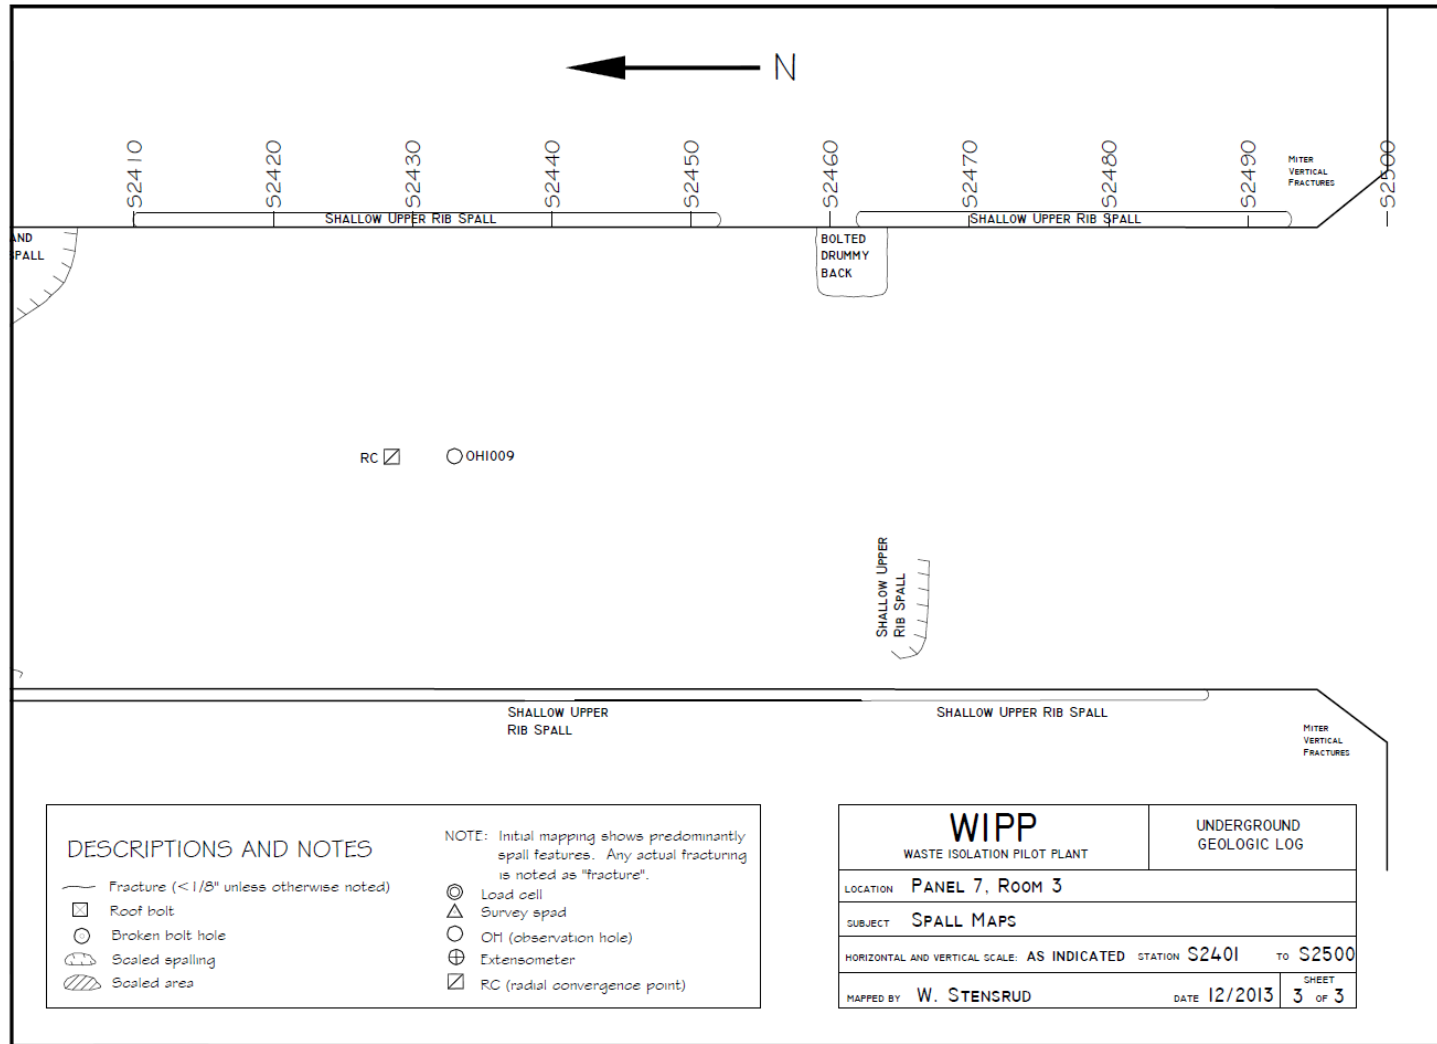 N
S2410
S2420
S2430
S2440
S2450
S2460
S2470
S2480
S2490
S2500
MITER
VERTICAL
FRACTURES
SHALLOW UPPER RIB SPALL
SHALLOW UPPER RIB SPALL
AND
SPALL
BOLTED
DRUMMY
BACK
RC
OH1009
SHALLOW UPPER
RIB SPALL
SHALLOW UPPER
RIB SPALL
SHALLOW UPPER RIB SPALL
MITER
VERTICAL
FRACTURES
DESCRIPTIONS AND NOTES
Fracture (<1/8" unless otherwise noted)
Roof bolt
Broken bolt hole
Scaled spalling
Scaled area
NOTE: Initial mapping shows predominantly
spall features. Any actual fracturing
is noted as "fracture".
Load cell
Survey spad
OH (observation hole)
Extensometer
RC (radial convergence point)
WIPP
WASTE ISOLATION PILOT PLANT
UNDERGROUND
GEOLOGIC LOG
LOCATION PANEL 7, ROOM 3
SUBJECT SPALL MAPS
HORIZONTAL AND VERTICAL SCALE: AS INDICATED STATION S2401 TO S2500
MAPPED BY W. STENSRUD DATE 12/2013 SHEET 3 OF 3